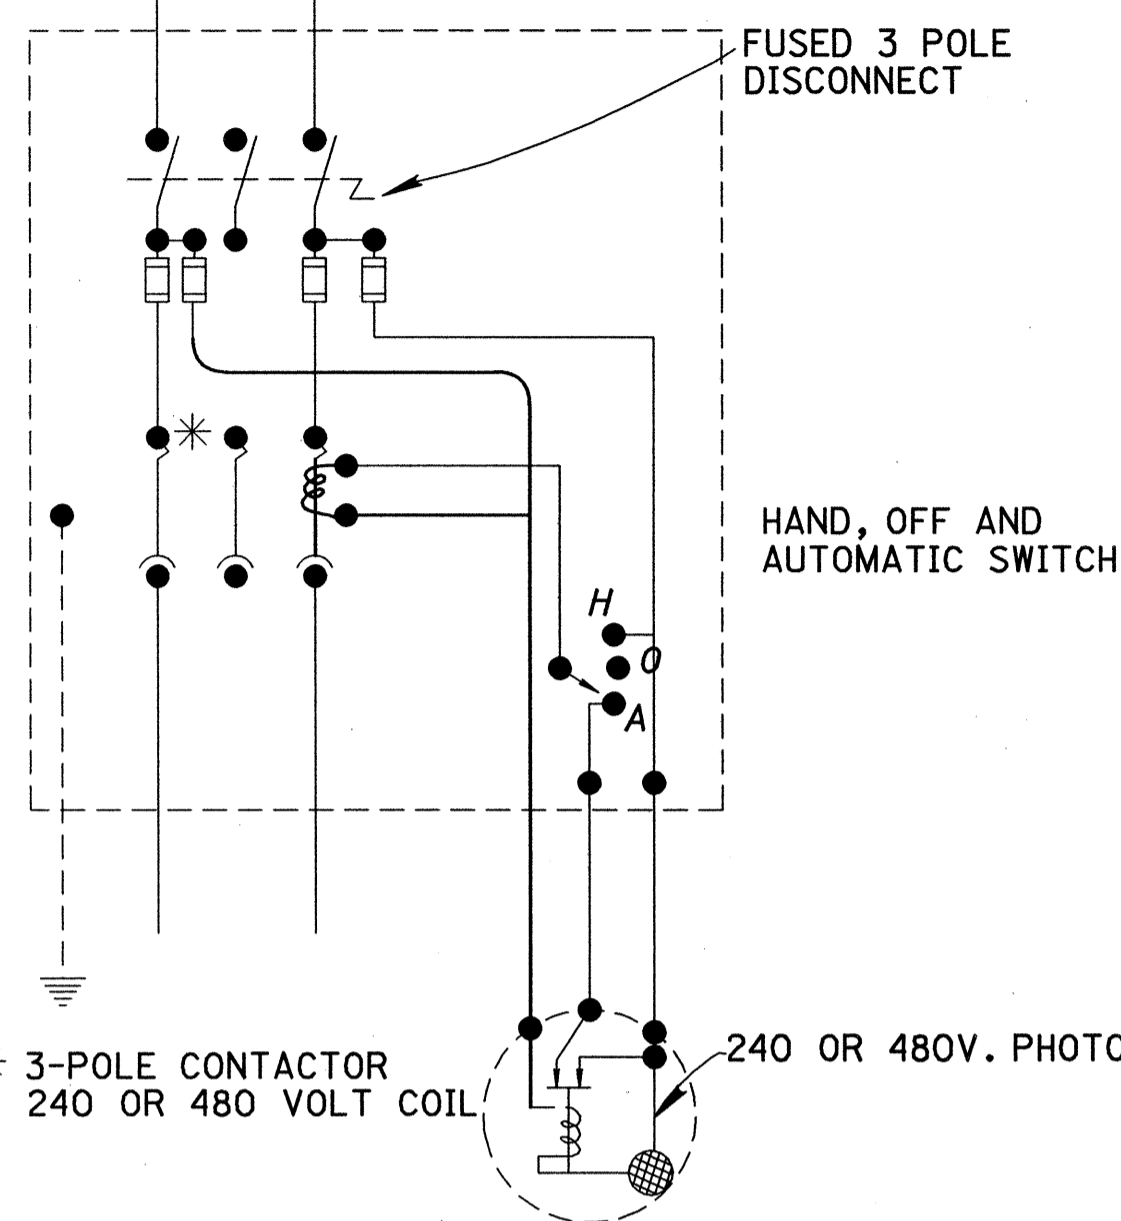 FUSED 3 POLE
DISCONNECT
HAND, OFF AND
AUTOMATIC SWITCH
H
O
A
3-POLE CONTACTOR
240 OR 480 VOLT COIL
240 OR 480V. PHOTO